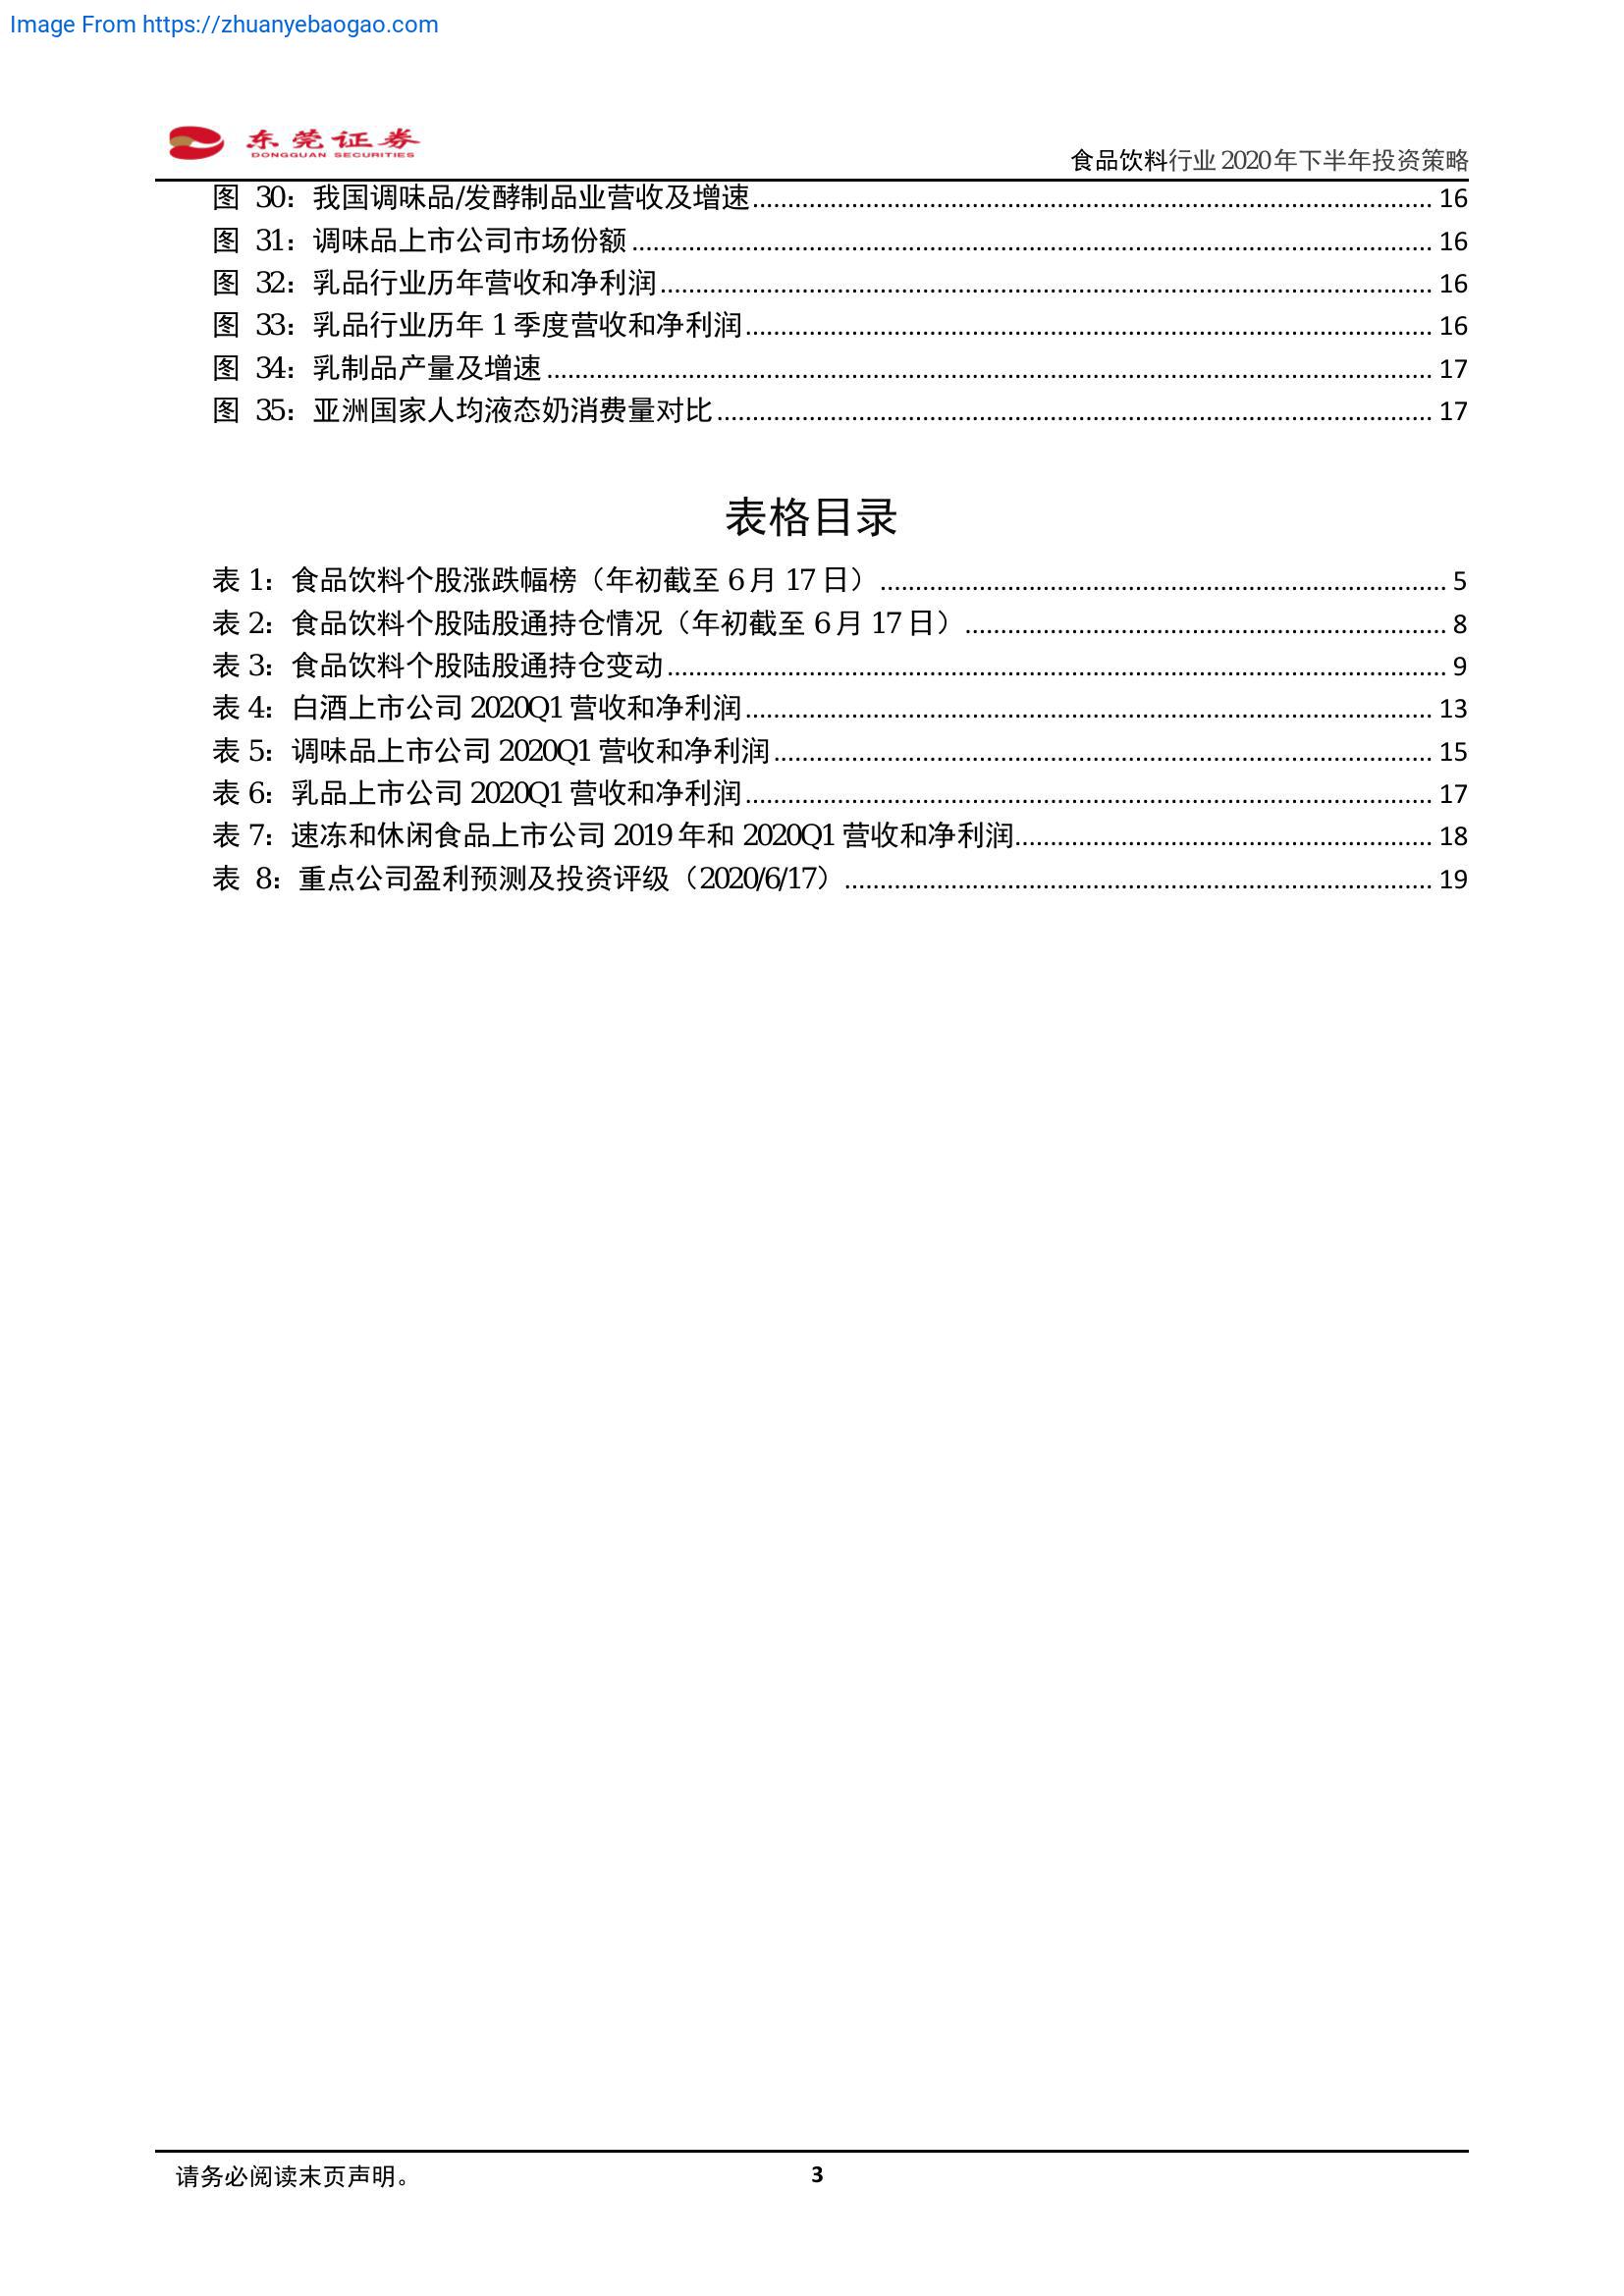 Image From https://zhuanyebaogao.com
东莞证券
DONGGUAN SECURITIES
食品饮料行业 2020 年下半年投资策略
图 30：我国调味品/发酵制品业营收及增速 16
图 31：调味品上市公司市场份额 16
图 32：乳品行业历年营收和净利润 16
图 33：乳品行业历年 1 季度营收和净利润 16
图 34：乳制品产量及增速 17
图 35：亚洲国家人均液态奶消费量对比 17
表格目录
表 1：食品饮料个股涨跌幅榜（年初截至 6 月 17 日） 5
表 2：食品饮料个股陆股通持仓情况（年初截至 6 月 17 日） 8
表 3：食品饮料个股陆股通持仓变动 9
表 4：白酒上市公司 2020Q1 营收和净利润 13
表 5：调味品上市公司 2020Q1 营收和净利润 15
表 6：乳品上市公司 2020Q1 营收和净利润 17
表 7：速冻和休闲食品上市公司 2019 年和 2020Q1 营收和净利润 18
表 8：重点公司盈利预测及投资评级（2020/6/17） 19
请务必阅读末页声明。
3